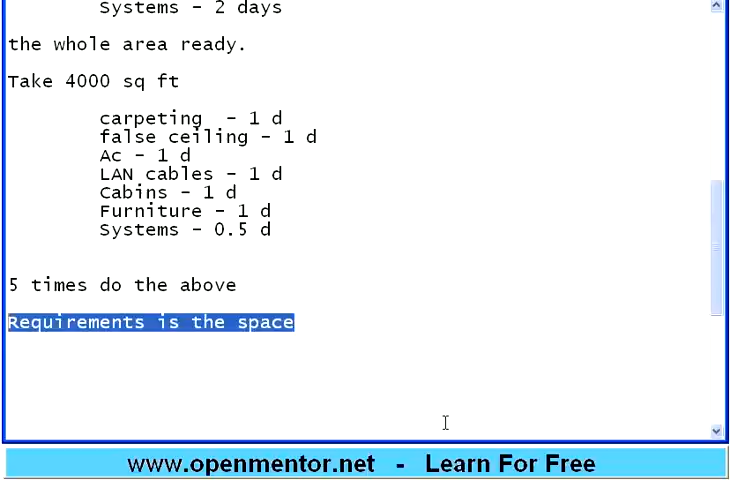 Systems - 2 days
the whole area ready.
Take 4000 sq ft
carpeting - 1 d
false ceiling - 1 d
Ac - 1 d
LAN cables - 1 d
Cabins - 1 d
Furniture - 1 d
Systems - 0.5 d
5 times do the above
Requirements is the space
www.openmentor.net - Learn For Free